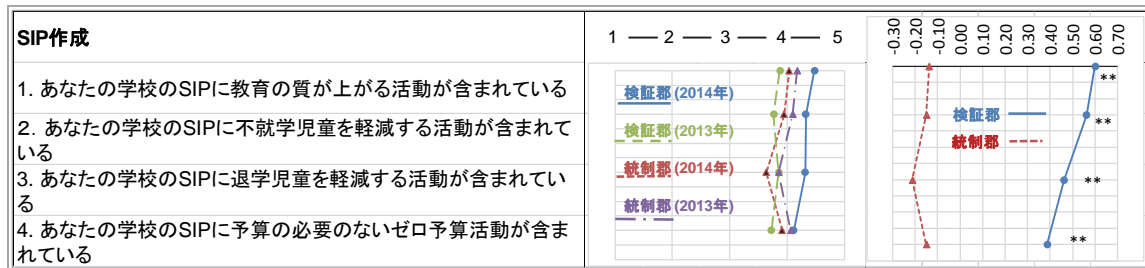 SIP作成
1 — 2 — 3 — 4 — 5
-0.30 -0.20 -0.10 0.00 0.10 0.20 0.30 0.40 0.50 0.60 0.70
1. あなたの学校のSIPに教育の質が上がる活動が含まれている
2. あなたの学校のSIPに不就学児童を軽減する活動が含まれて
いる
3. あなたの学校のSIPに退学児童を軽減する活動が含まれてい
る
4. あなたの学校のSIPに予算の必要のないゼロ予算活動が含ま
れている
検証郡 (2014年)
検証郡 (2013年)
統制郡 (2014年)
統制郡 (2013年)
検証郡
統制郡
**
**
**
**